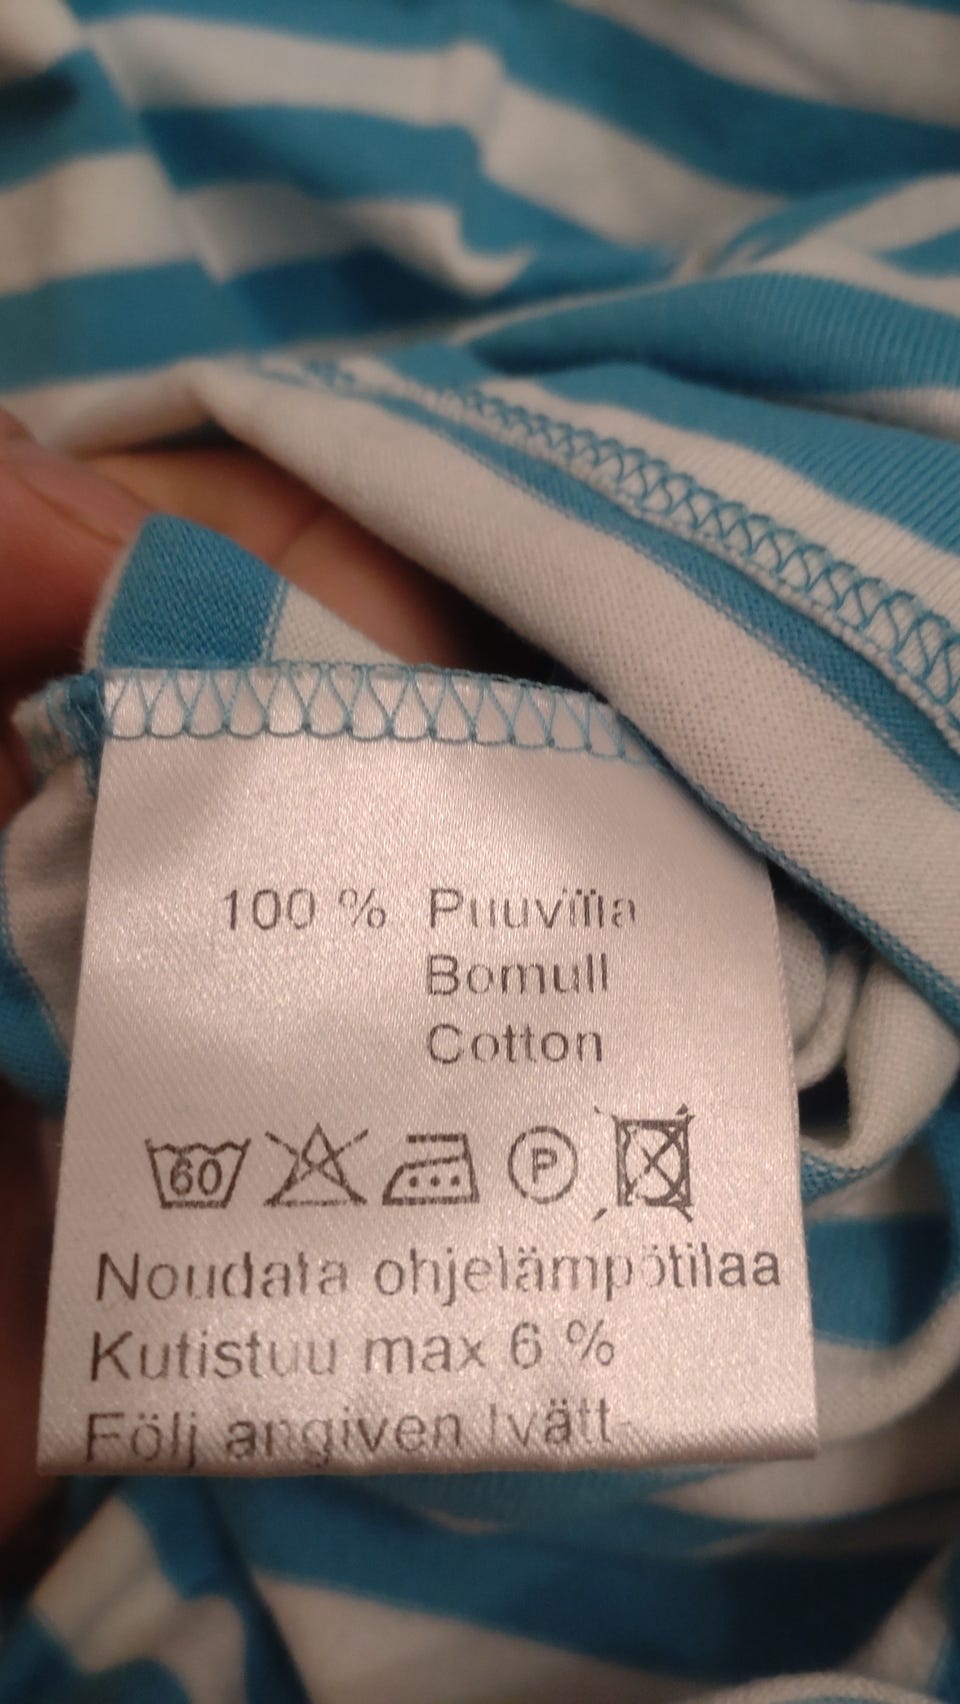 100 % Puuvilla
Bomull
Cotton
60 P
Noudata ohjelämpötilaa
Kutistuu max 6 %
Följ angiven tvätt-